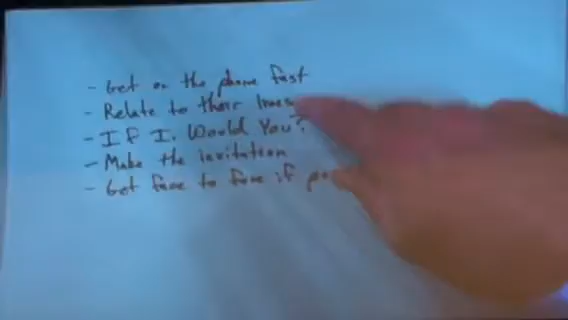 - Get on the phone fast
- Relate to their lives
- If I, Would You?
- Make the invitation
- Get face to face if